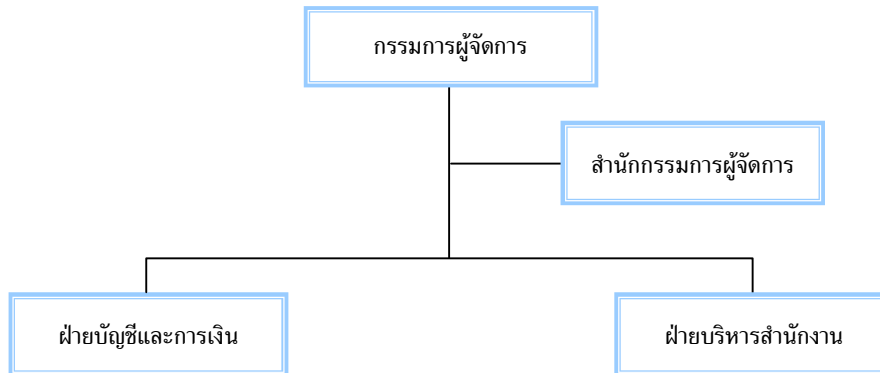 กรรมการผู้จัดการ
สำนักกรรมการผู้จัดการ
ฝ่ายบัญชีและการเงิน
ฝ่ายบริหารสำนักงาน